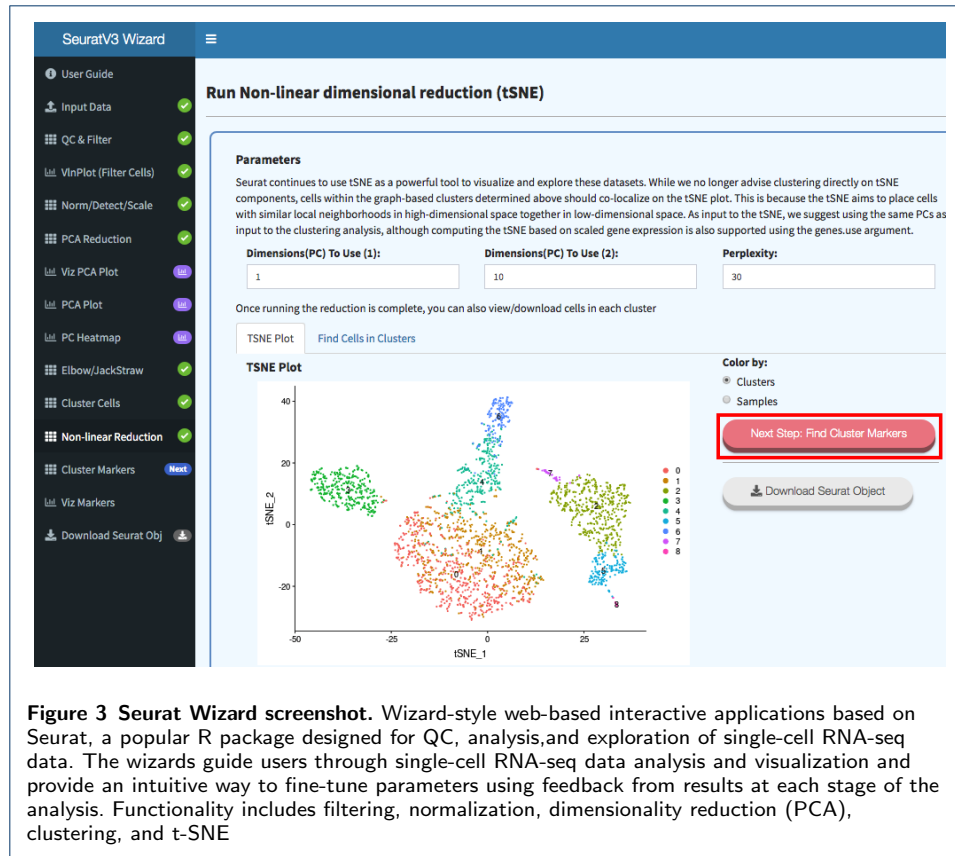 SeuratV3 Wizard
User Guide
Input Data
QC & Filter
VlnPlot (Filter Cells)
Norm/Detect/Scale
PCA Reduction
Viz PCA Plot
PCA Plot
PC Heatmap
Elbow/JackStraw
Cluster Cells
Non-linear Reduction
Cluster Markers Next
Viz Markers
Download Seurat Obj
Run Non-linear dimensional reduction (tSNE)
Parameters
Seurat continues to use tSNE as a powerful tool to visualize and explore these datasets. While we no longer advise clustering directly on tSNE
components, cells within the graph-based clusters determined above should co-localize on the tSNE plot. This is because the tSNE aims to place cells
with similar local neighborhoods in high-dimensional space together in low-dimensional space. As input to the tSNE, we suggest using the same PCs as
input to the clustering analysis, although computing the tSNE based on scaled gene expression is also supported using the genes.use argument.
Dimensions(PC) To Use (1): Dimensions(PC) To Use (2): Perplexity:
1 10 30
Once running the reduction is complete, you can also view/download cells in each cluster
TSNE Plot Find Cells in Clusters
TSNE Plot
40
20
0
-20
tSNE_2
-50 -25 0 25
tSNE_1
6
7
4
3
2
1
0
5
8
0
1
2
3
4
5
6
7
8
Color by:
Clusters
Samples
Next Step: Find Cluster Markers
Download Seurat Object
Figure 3 Seurat Wizard screenshot. Wizard-style web-based interactive applications based on
Seurat, a popular R package designed for QC, analysis,and exploration of single-cell RNA-seq
data. The wizards guide users through single-cell RNA-seq data analysis and visualization and
provide an intuitive way to fine-tune parameters using feedback from results at each stage of the
analysis. Functionality includes filtering, normalization, dimensionality reduction (PCA),
clustering, and t-SNE